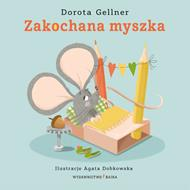 Dorota Gellner
Zakochana myszka
Ilustracje Agata Dobkowska
WYDAWNICTWO BAJKA